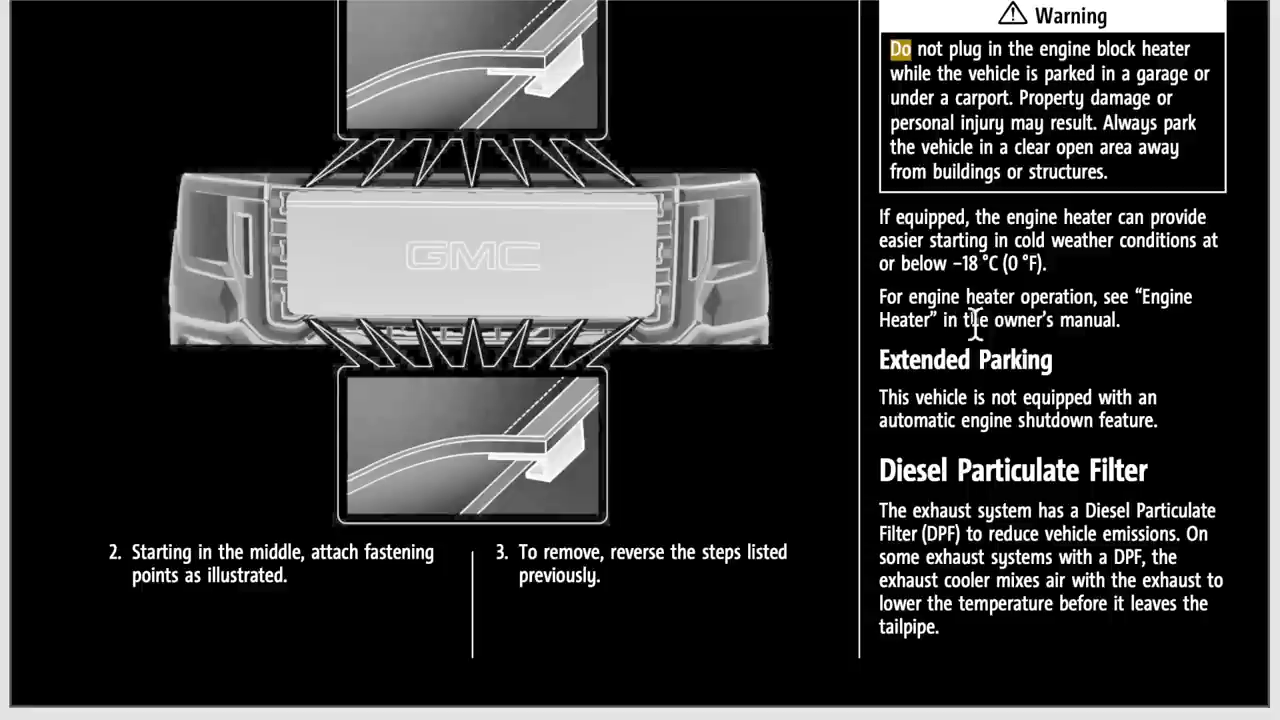 GMC
2. Starting in the middle, attach fastening
points as illustrated.
3. To remove, reverse the steps listed
previously.
Warning
Do not plug in the engine block heater
while the vehicle is parked in a garage or
under a carport. Property damage or
personal injury may result. Always park
the vehicle in a clear open area away
from buildings or structures.
If equipped, the engine heater can provide
easier starting in cold weather conditions at
or below −18 °C (0 °F).
For engine heater operation, see “Engine
Heater” in the owner’s manual.
Extended Parking
This vehicle is not equipped with an
automatic engine shutdown feature.
Diesel Particulate Filter
The exhaust system has a Diesel Particulate
Filter (DPF) to reduce vehicle emissions. On
some exhaust systems with a DPF, the
exhaust cooler mixes air with the exhaust to
lower the temperature before it leaves the
tailpipe.